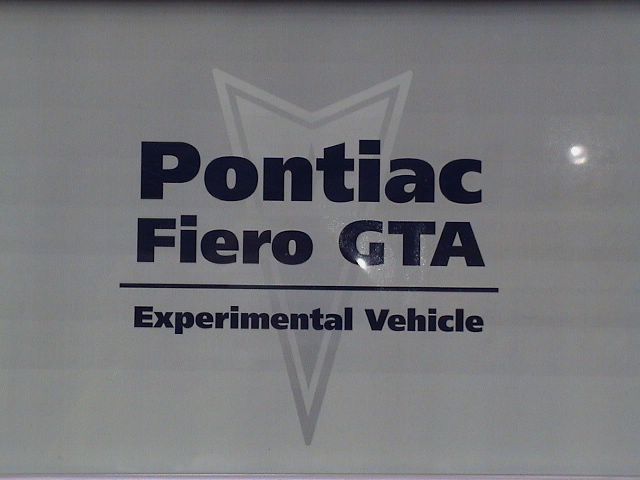 Pontiac
Fiero GTA
Experimental Vehicle